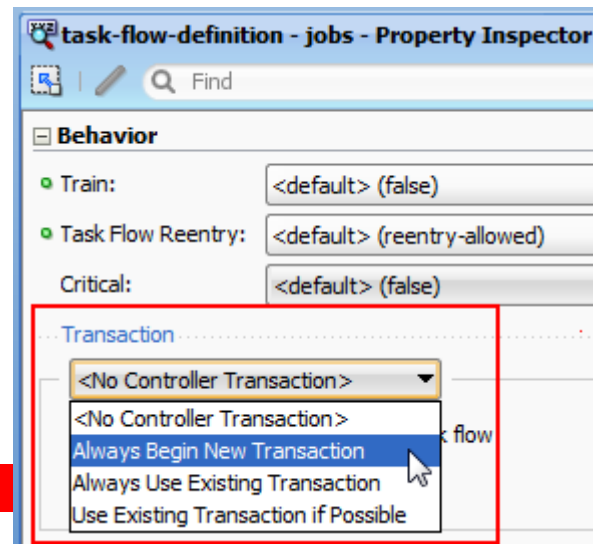 task-flow-definition - jobs - Property Inspector
Find
Behavior
Train: <default> (false)
Task Flow Reentry: <default> (reentry-allowed)
Critical: <default> (false)
Transaction
<No Controller Transaction>
<No Controller Transaction>
Always Begin New Transaction
flow
Always Use Existing Transaction
Use Existing Transaction if Possible